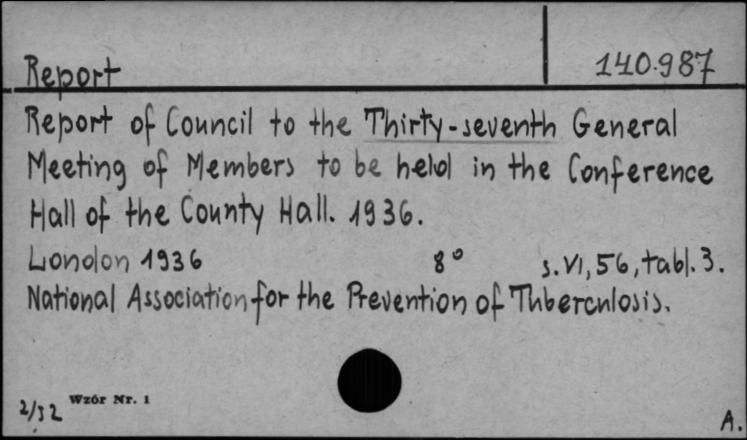 Report 140.987
Report of Council to the Thirty-seventh General
Meeting of Members to be held in the Conference
Hall of the County Hall. 1936.
London 1936 8° s.VI, 56, tabl. 3.
National Association for the Prevention of Tuberculosis.
Wzór Nr. 1
2/52
A.